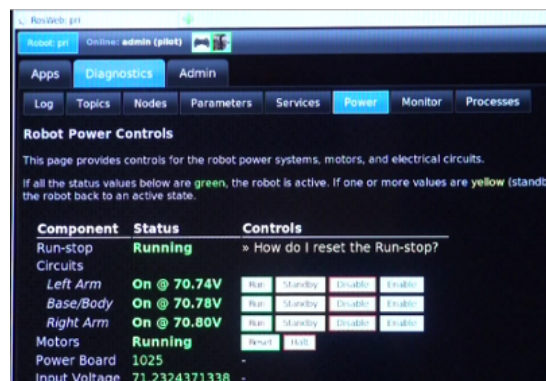 RosWeb: pri
Robot: pri Online: admin (pilot)
Apps Diagnostics Admin
Log Topics Nodes Parameters Services Power Monitor Processes
Robot Power Controls
This page provides controls for the robot power systems, motors, and electrical circuits.
If all the status values below are green, the robot is active. If one or more values are yellow (standb
the robot back to an active state.
Component Status Controls
Run-stop Running » How do I reset the Run-stop?
Circuits
Left Arm On @ 70.74V Run Standby Disable Enable
Base/Body On @ 70.78V Run Standby Disable Enable
Right Arm On @ 70.80V Run Standby Disable Enable
Motors Running Reset Halt
Power Board 1025 -
Input Voltage 71.2324371338 -